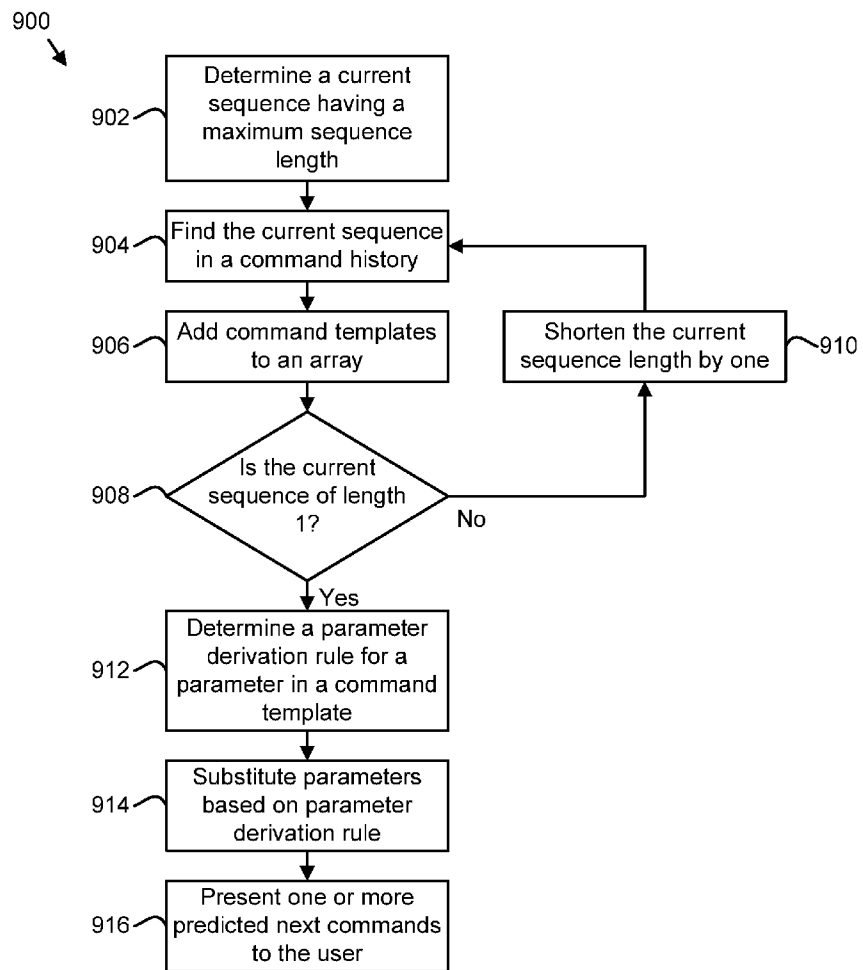 900
Determine a current
sequence having a
maximum sequence
length
902
Find the current sequence
in a command history
904
Add command templates
to an array
906
Shorten the current
sequence length by one
910
Is the current
sequence of length
1?
908
No
Yes
Determine a parameter
derivation rule for a
parameter in a command
template
912
Substitute parameters
based on parameter
derivation rule
914
Present one or more
predicted next commands
to the user
916